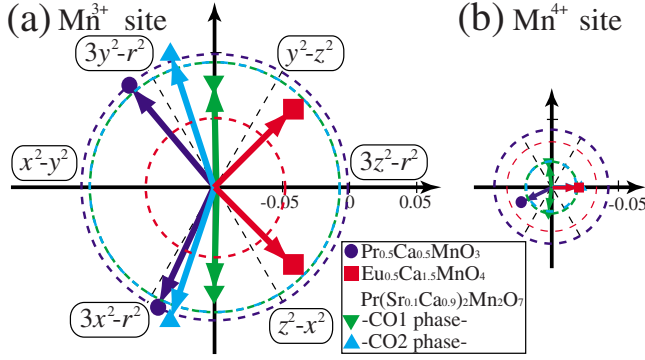 (a) Mn³⁺ site
(b) Mn⁴⁺ site
3y²-r²
y²-z²
x²-y²
3z²-r²
-0.05
0
0.05
-0.05
3x²-r²
z²-x²
Pr₀.₅Ca₀.₅MnO₃
Eu₀.₅Ca₁.₅MnO₄
Pr(Sr₀.₁Ca₀.₉)₂Mn₂O₇
-CO1 phase-
-CO2 phase-